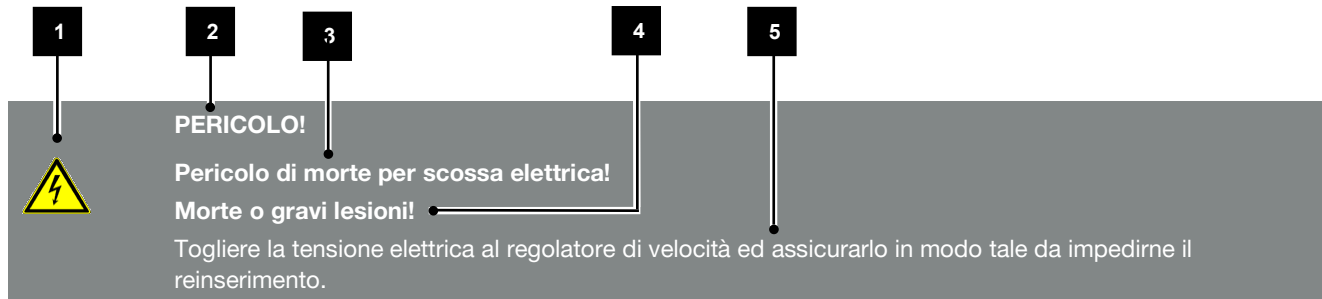 1 2 3 4 5
PERICOLO!
Pericolo di morte per scossa elettrica!
Morte o gravi lesioni!
Togliere la tensione elettrica al regolatore di velocità ed assicurarlo in modo tale da impedirne il
reinserimento.